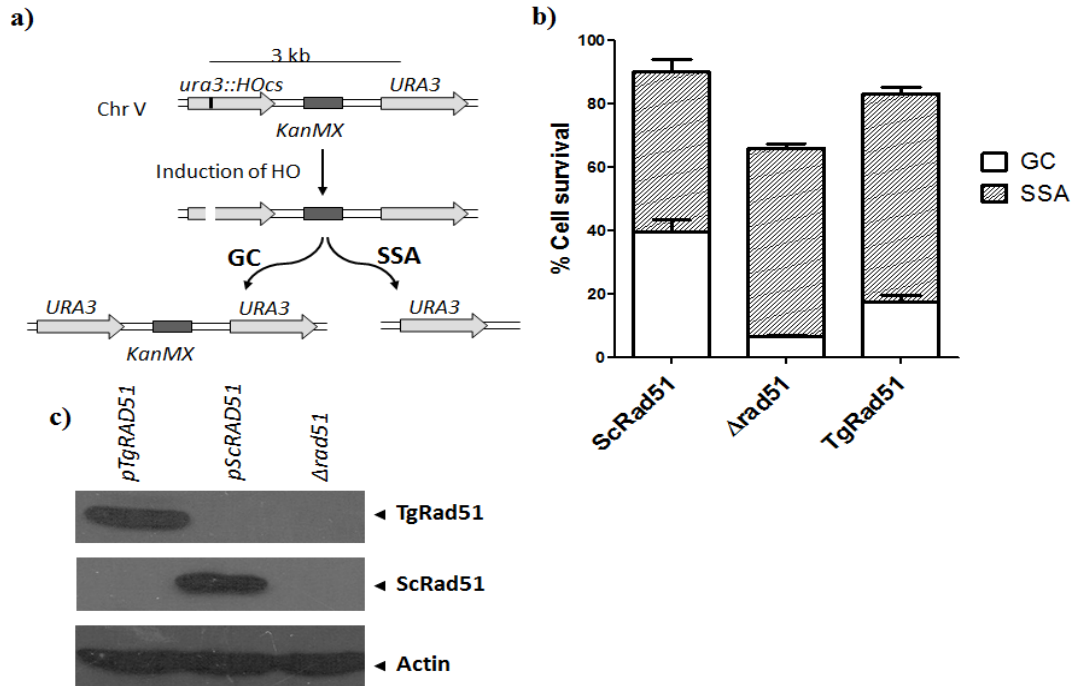 a)
3 kb
ura3::HOcs
URA3
Chr V
KanMX
Induction of HO
GC
SSA
URA3
URA3
URA3
KanMX
b)
% Cell survival
100
80
60
40
20
0
ScRad51
Δrad51
TgRad51
GC
SSA
c)
pTgRAD51
pScRAD51
Δrad51
TgRad51
ScRad51
Actin